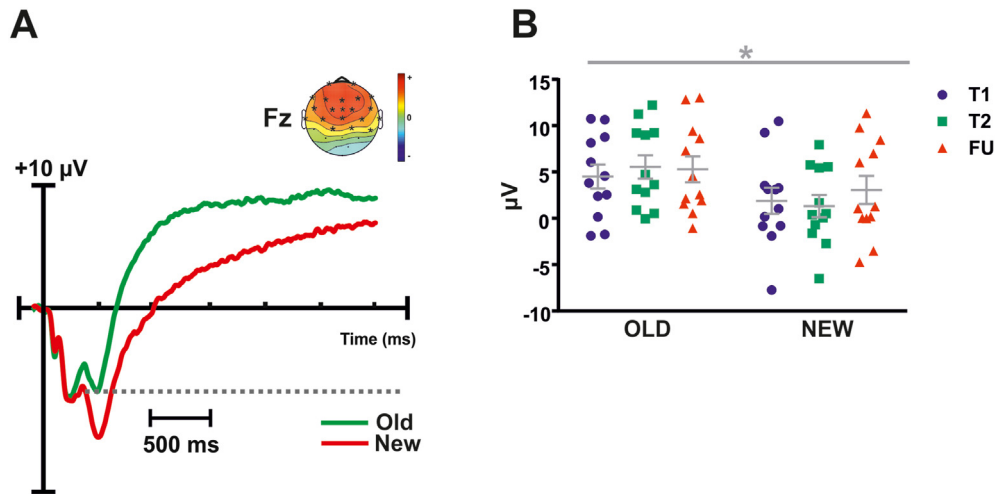 A
Fz
+
0
-
+10 µV
Time (ms)
500 ms
Old
New
B
*
15
10
5
0
-5
-10
µV
OLD
NEW
T1
T2
FU